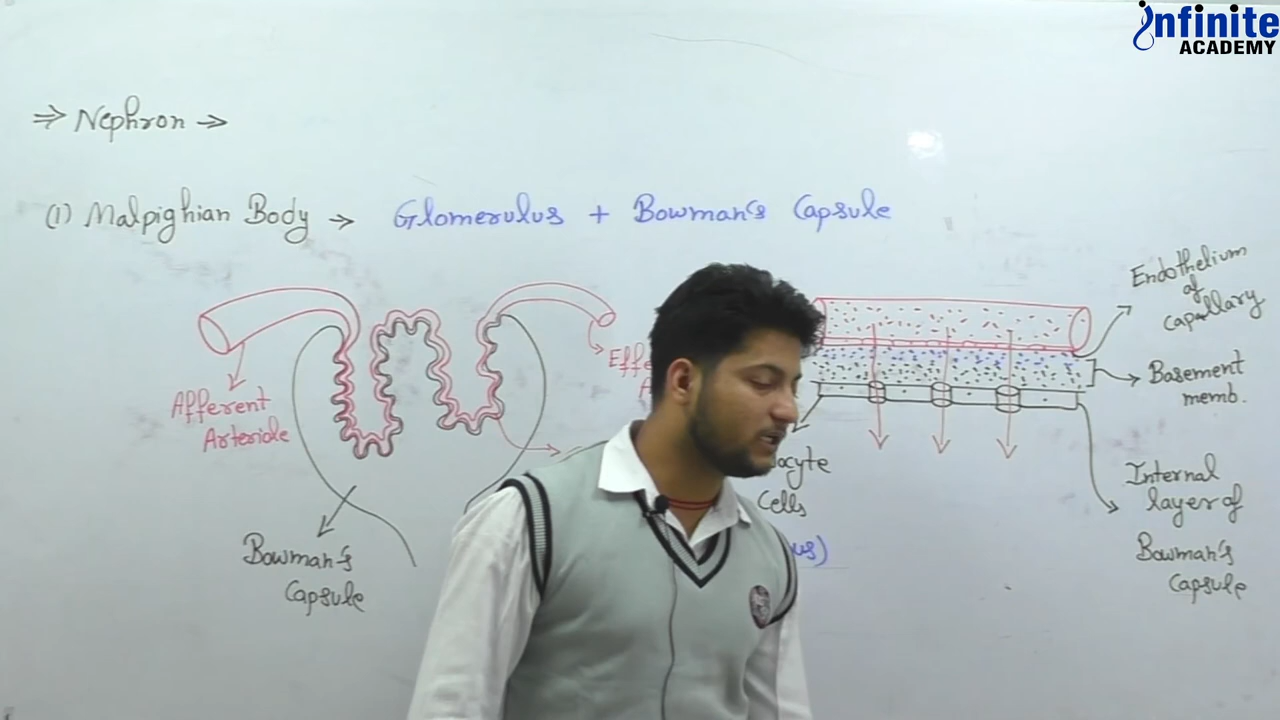 infinite
ACADEMY
⇒ Nephron →
(1) Malpighian Body → Glomerulus + Bowman's Capsule
Afferent
Arteriole
Bowman's
Capsule
Endothelium
of
capillary
Basement
memb.
Cells
Internal
layer of
Bowman's
Capsule